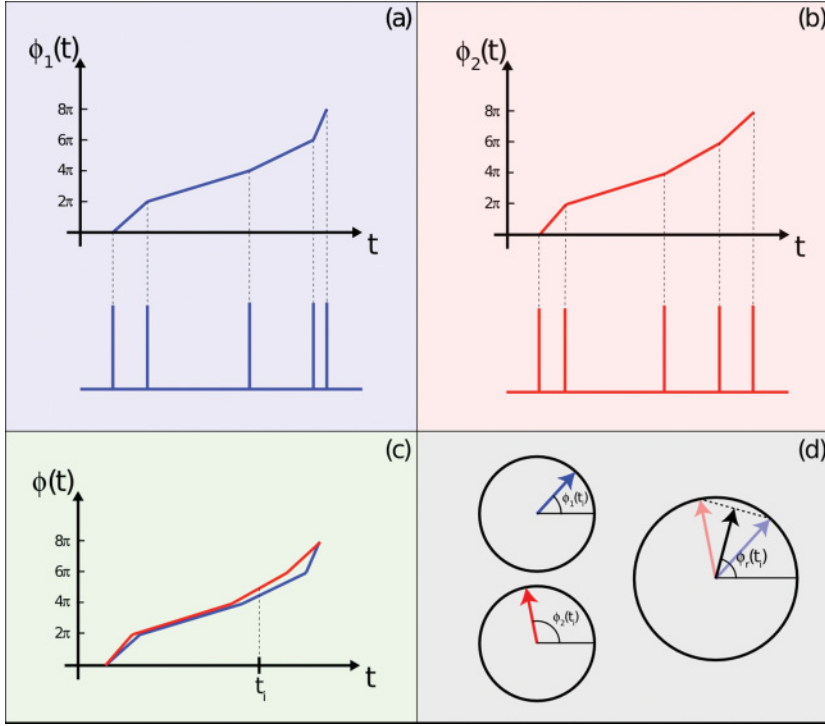 (a)
ϕ₁(t)
8π
6π
4π
2π
t
(b)
ϕ₂(t)
8π
6π
4π
2π
t
(c)
ϕ(t)
8π
6π
4π
2π
tᵢ
t
(d)
ϕ₁(tᵢ)
ϕ₂(tᵢ)
ϕᵣ(tᵢ)